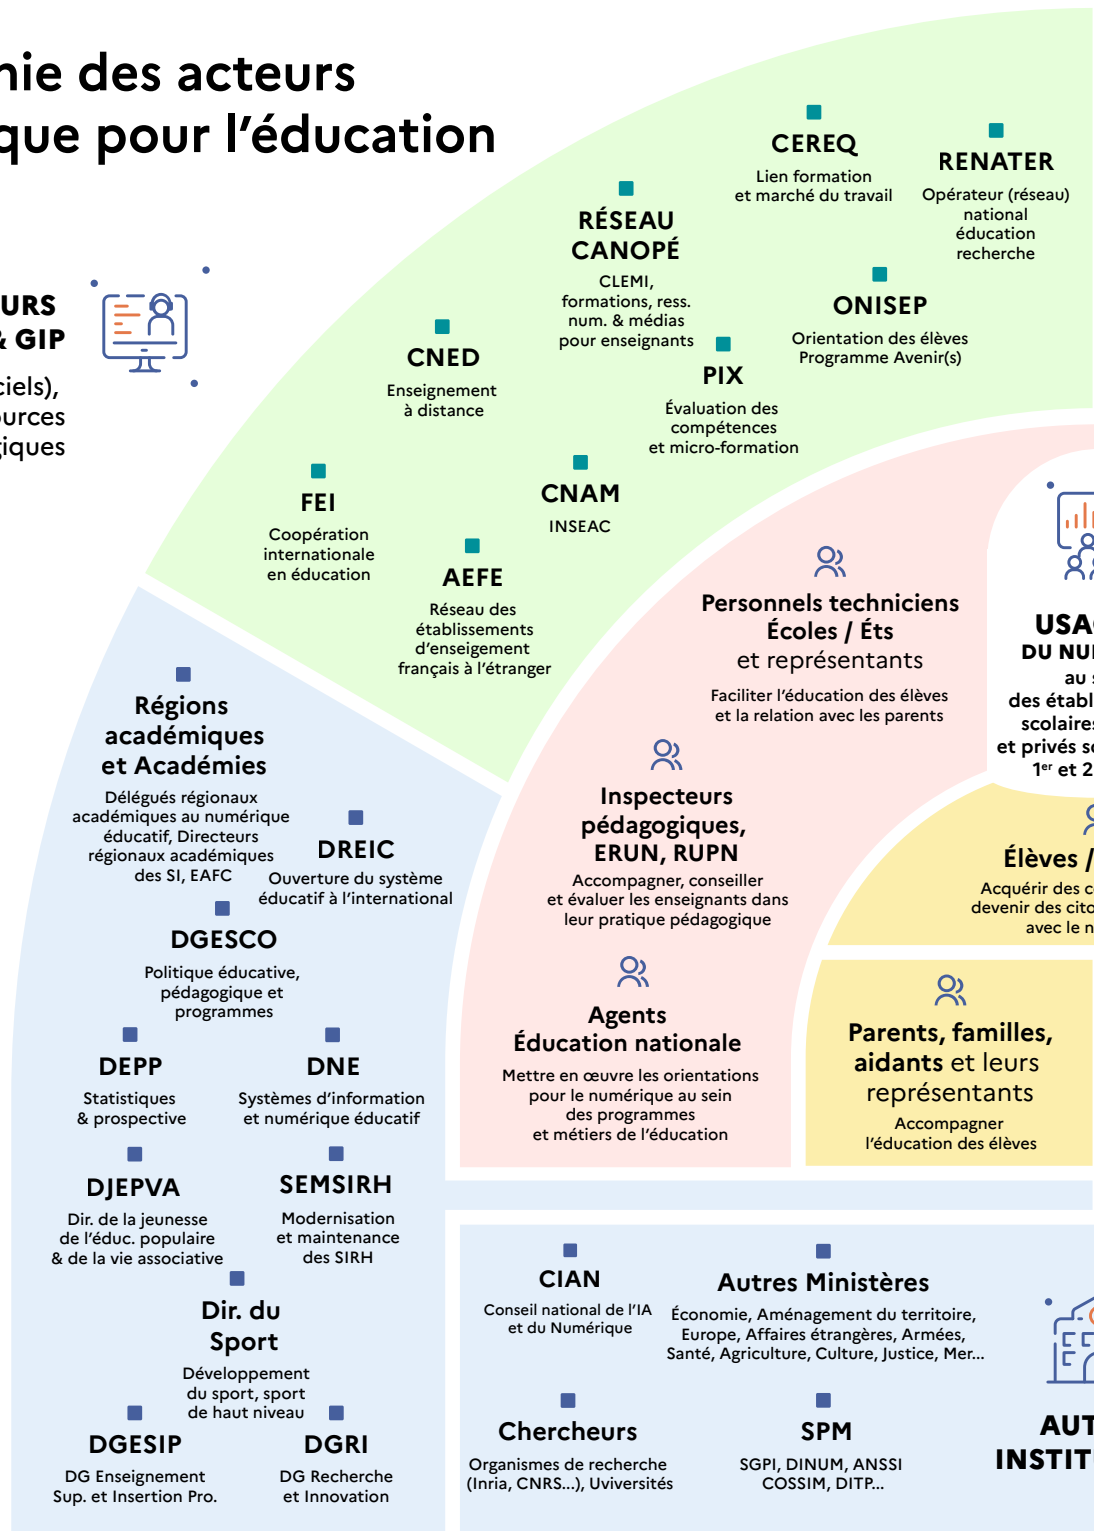 nie des acteurs
que pour l'éducation
CEREQ
Lien formation
et marché du travail
RENATER
Opérateur (réseau)
national
éducation
recherche
RÉSEAU
CANOPÉ
CLEMI,
formations, ress.
num. & médias
pour enseignants
ONISEP
Orientation des élèves
Programme Avenir(s)
URS
& GIP
ciels),
ources
giques
CNED
Enseignement
à distance
PIX
Évaluation des
compétences
et micro-formation
FEI
Coopération
internationale
en éducation
CNAM
INSEAC
AEFE
Réseau des
établissements
d'enseigement
français à l'étranger
Personnels techniciens
Écoles / Éts
et représentants
Faciliter l'éducation des élèves
et la relation avec les parents
USA
DU NU
au s
des établ
scolaires
et privés so
1er et 2
Régions
académiques
et Académies
Délégués régionaux
académiques au numérique
éducatif, Directeurs
régionaux académiques
des SI, EAFC
DREIC
Ouverture du système
éducatif à l'international
Inspecteurs
pédagogiques,
ERUN, RUPN
Accompagner, conseiller
et évaluer les enseignants dans
leur pratique pédagogique
Élèves /
Acquérir des c
devenir des cito
avec le n
DGESCO
Politique éducative,
pédagogique et
programmes
Agents
Éducation nationale
Mettre en œuvre les orientations
pour le numérique au sein
des programmes
et métiers de l'éducation
Parents, familles,
aidants et leurs
représentants
Accompagner
l'éducation des élèves
DEPP
Statistiques
& prospective
DNE
Systèmes d'information
et numérique éducatif
DJEPVA
Dir. de la jeunesse
de l'éduc. populaire
& de la vie associative
SEMSIRH
Modernisation
et maintenance
des SIRH
Dir. du
Sport
Développement
du sport, sport
de haut niveau
DGESIP
DG Enseignement
Sup. et Insertion Pro.
DGRI
DG Recherche
et Innovation
CIAN
Conseil national de l'IA
et du Numérique
Autres Ministères
Économie, Aménagement du territoire,
Europe, Affaires étrangères, Armées,
Santé, Agriculture, Culture, Justice, Mer...
Chercheurs
Organismes de recherche
(Inria, CNRS...), Uviversités
SPM
SGPI, DINUM, ANSSI
COSSIM, DITP...
AUT
INSTIT